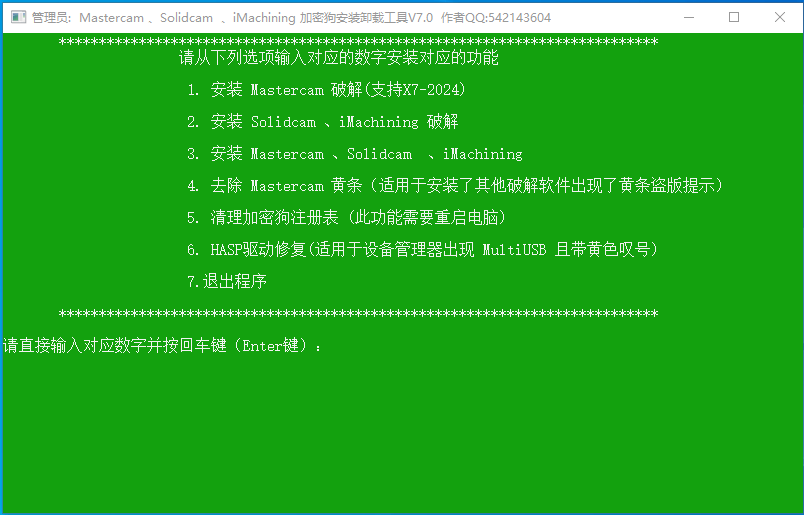 管理员: Mastercam 、Solidcam 、iMachining 加密狗安装卸载工具V7.0 作者QQ:542143604
***************************************************************************
请从下列选项输入对应的数字安装对应的功能
1. 安装 Mastercam 破解(支持X7-2024)
2. 安装 Solidcam 、iMachining 破解
3. 安装 Mastercam 、Solidcam 、iMachining
4. 去除 Mastercam 黄条（适用于安装了其他破解软件出现了黄条盗版提示）
5. 清理加密狗注册表（此功能需要重启电脑）
6. HASP驱动修复(适用于设备管理器出现 MultiUSB 且带黄色叹号)
7.退出程序
***************************************************************************
请直接输入对应数字并按回车键（Enter键）: